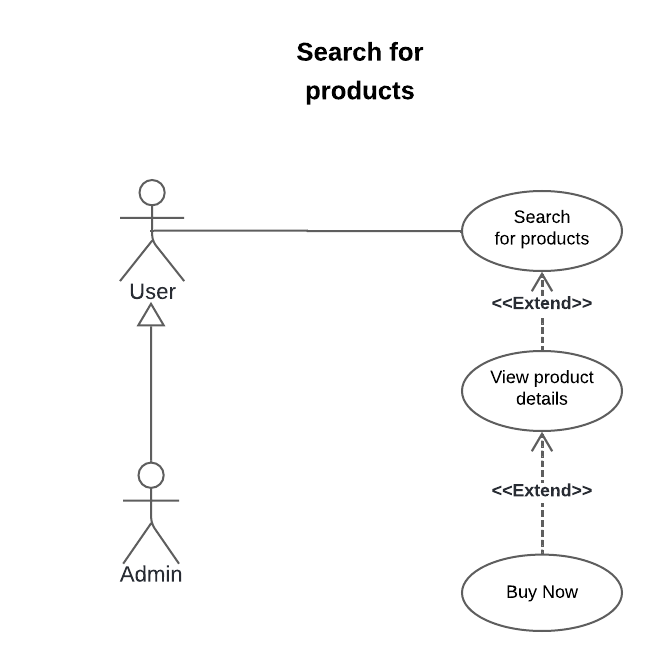 Search for
products
Search
for products
User
<<Extend>>
View product
details
<<Extend>>
Admin
Buy Now